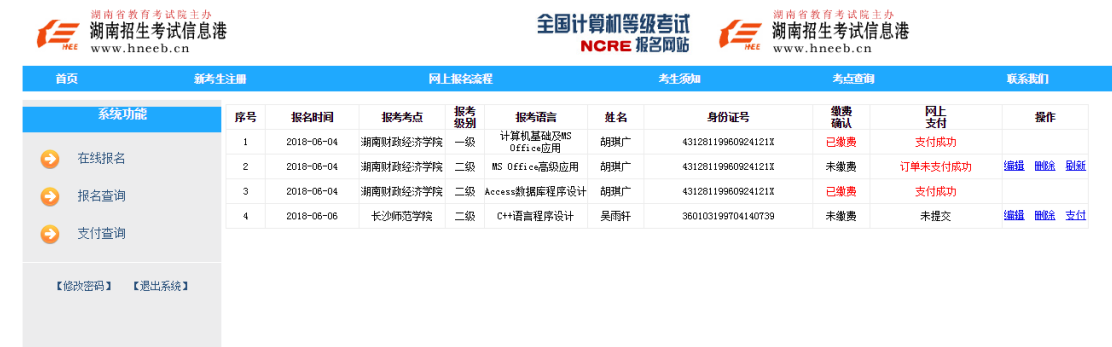 湖南省教育考试院主办
湖南招生考试信息港
www.hneeb.cn
HEE
全国计算机等级考试
NCRE 报名网站
湖南省教育考试院主办
湖南招生考试信息港
www.hneeb.cn
HEE
首页 新考生注册 网上报名流程 考生须知 考点查询 联系我们
系统功能
在线报名
报名查询
支付查询
【修改密码】 【退出系统】
序号 报名时间 报考考点 报考级别 报考语言 姓名 身份证号 缴费确认 网上支付 操作
1 2018-06-04 湖南财政经济学院 一级 计算机基础及MS Office应用 胡琪广 43128119960924121X 已缴费 支付成功
2 2018-06-04 湖南财政经济学院 二级 MS Office高级应用 胡琪广 43128119960924121X 未缴费 订单未支付成功 编辑 删除 刷新
3 2018-06-04 湖南财政经济学院 二级 Access数据库程序设计 胡琪广 43128119960924121X 已缴费 支付成功
4 2018-06-06 长沙师范学院 二级 C++语言程序设计 吴雨轩 360103199704140739 未缴费 未提交 编辑 删除 支付